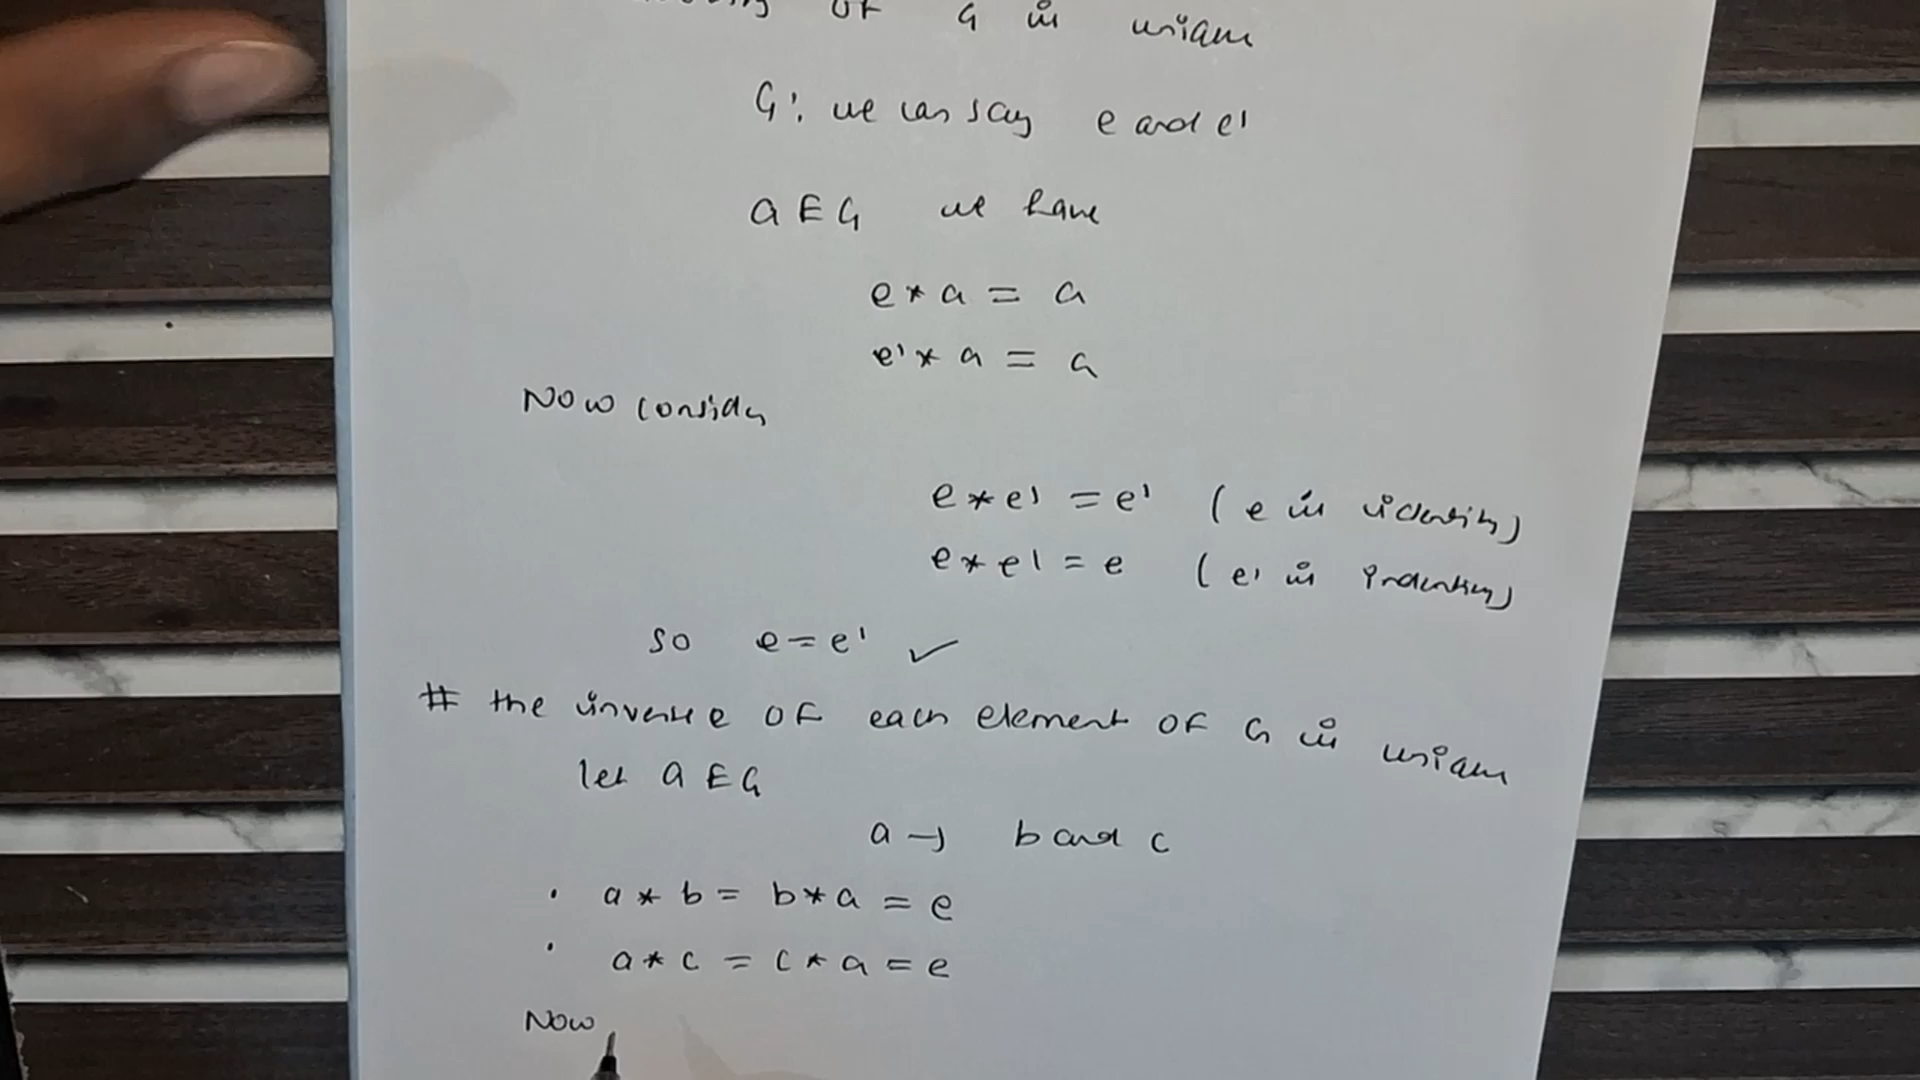 of G is unique
G: we can say e and e'
a E G we have
e * a = a
e' * a = a
Now consider
e * e' = e' (e is identity)
e * e' = e (e' is indentity)
so e = e' ✓
# the inverse of each element of G is unique
let a E G
a → b and c
• a * b = b * a = e
• a * c = c * a = e
Now